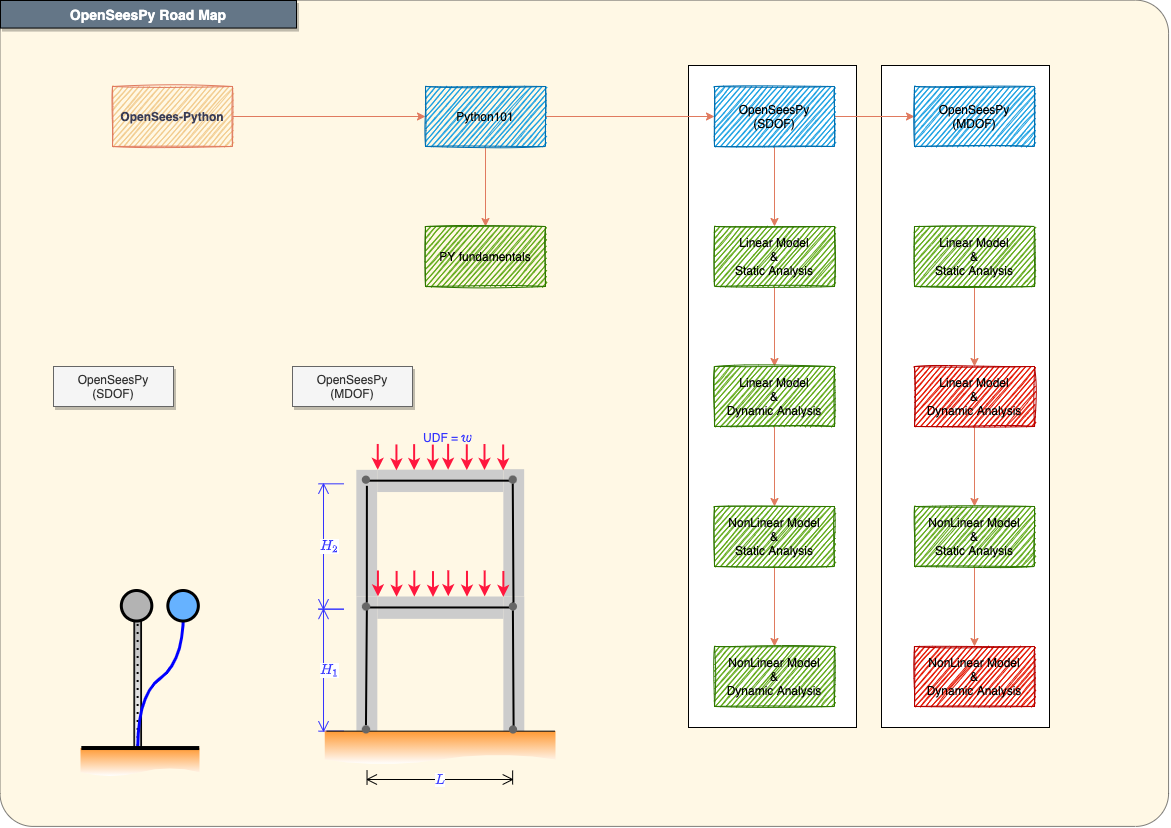 OpenSeesPy Road Map
OpenSees-Python
Python101
OpenSeesPy
(SDOF)
OpenSeesPy
(MDOF)
PY fundamentals
Linear Model
&
Static Analysis
Linear Model
&
Static Analysis
Linear Model
&
Dynamic Analysis
Linear Model
&
Dynamic Analysis
NonLinear Model
&
Static Analysis
NonLinear Model
&
Static Analysis
NonLinear Model
&
Dynamic Analysis
NonLinear Model
&
Dynamic Analysis
OpenSeesPy
(SDOF)
OpenSeesPy
(MDOF)
UDF = w
H₂
H₁
L